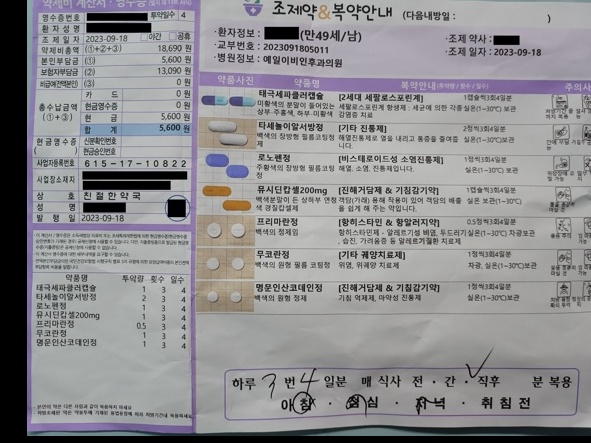 약제비 계산서·영수증
영수증번호 투약일수 4
환 자 성 명
조 제 일 자 2023-09-18 야간 공휴
약제비총액 (①+②+③) 18,690 원
본인부담금 (①) 5,600 원
보험자부담금 (②) 13,090 원
비급여(전액본인) (③) 0 원
총수납금액 (①+③)
카 드 0 원
현금영수증 0 원
현 금 5,600 원
합 계 5,600 원
현금영수증 신분확인번호
현금승인번호
사업자등록번호 615-17-10822
사업장소재지
상 호 친절한약국
성 명
발 행 일 2023-09-18
약품명 투약량 횟수 일수
태극세파클러캡슐 1 3 4
타세놀이알서방정 2 3 4
로노펜정 1 3 4
뮤시딘캅셀200mg 1 3 4
프리마란정 0.5 3 4
무코란정 1 3 4
명문인산코데인정 1 3 4
조제약&복약안내 (다음내방일 : )
·환자정보 : (만49세/남) ·조제 약사 :
·교부번호 : 2023091805011 ·조제 일자 : 2023-09-18
·병원정보 : 예일이비인후과의원
약품사진 약품명 복약안내(투약량 / 횟수 / 일수) 주의사
태극세파클러캡슐 [2세대 세팔로스포린계] 1캡슐씩3회4일분
미황색의 분말이 들어있는 상부·주홍색, 하부·미황색 세팔로스포린계 항생제 : 세균에 의한 각종 감염증 치료 실온(1~30℃)보관
타세놀이알서방정 [기타 진통제] 2정씩3회4일분
백색의 장방형 필름코팅정 해열진통제로 열을 내리고 통증을 줄여줍니다. 실온(1~30℃)보관
로노펜정 [비스테로이드성 소염진통제] 1정씩3회4일분
주황색의 장방형 필름코팅정 해열, 소염, 진통제입니다. 실온(1~30℃)보관
뮤시딘캅셀200mg [진해거담제 & 기침감기약] 1캡슐씩3회4일분
백색분말이 든 상하부 연한 경질캅셀제 객담(가래) 용해 작용이 있어 객담의 배출을 쉽게 해 주는 약입니다. 실온보관(1~30℃)보관
프리마란정 [항히스타민 & 항알러지약] 0.5정씩3회4일분
백색의 정제임 항히스타민제 - 알레르기성 비염, 두드러기, 습진, 가려움증 등 알레르기질환 치료제 실온(1~30℃) 차광보관
무코란정 [기타 궤양치료제] 1정씩3회4일분
백색의 원형 필름 코팅정 위염, 위궤양 치료제 차광, 실온(1~30℃)보관
명문인산코데인정 [진해거담제 & 기침감기약] 1정씩3회4일분
백색의 원형 정제 기침 억제제, 마약성 진통제 실온(1~30℃)보관
하루 3 번 4 일분 매 식사 전 · 간 · 직후 분 복용
아침 · 점심 · 저녁 · 취침전